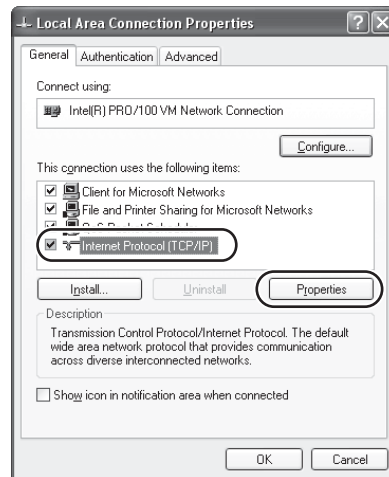 Local Area Connection Properties
General Authentication Advanced
Connect using:
Intel(R) PRO/100 VM Network Connection
Configure...
This connection uses the following items:
Client for Microsoft Networks
File and Printer Sharing for Microsoft Networks
Internet Protocol (TCP/IP)
Install... Uninstall Properties
Description
Transmission Control Protocol/Internet Protocol. The default
wide area network protocol that provides communication
across diverse interconnected networks.
Show icon in notification area when connected
OK Cancel